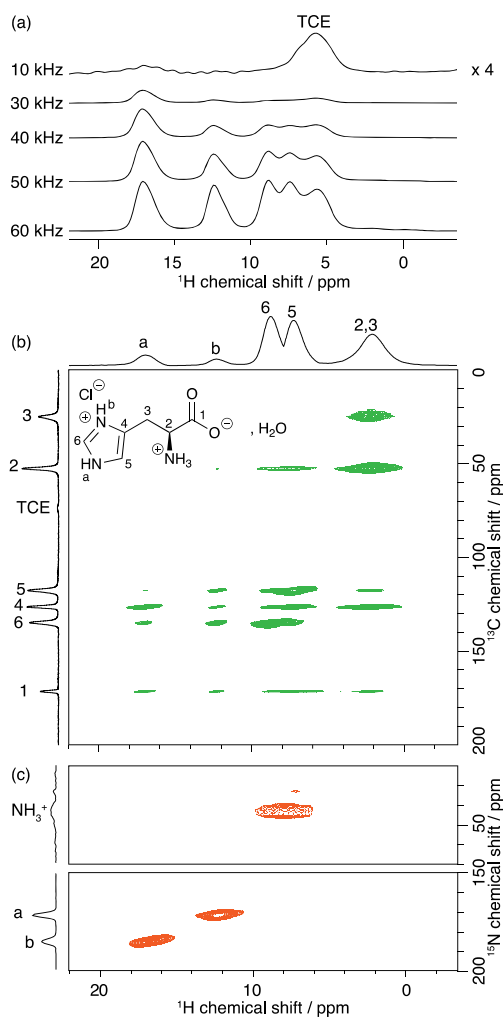 (a)
TCE
10 kHz
x 4
30 kHz
40 kHz
50 kHz
60 kHz
20 15 10 5 0
¹H chemical shift / ppm
(b)
a b 6 5 2,3
3
2
TCE
5
4
6
1
Cl⊖
⊕
H
N
b
3
4
6
HN
a
5
2
⊕
NH₃
O
1
O
⊖
, H₂O
0
50
100
150
200
¹³C chemical shift / ppm
(c)
NH₃⁺
a
b
50
150
200
¹⁵N chemical shift / ppm
20 10 0
¹H chemical shift / ppm